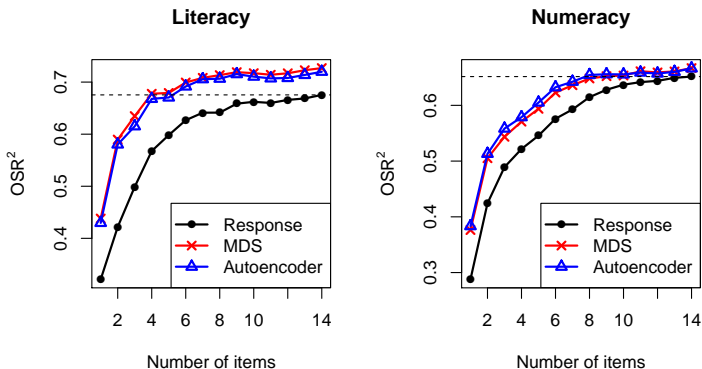 Literacy
OSR²
0.4 0.5 0.6 0.7
2 4 6 8 10 14
Number of items
Response
MDS
Autoencoder
Numeracy
OSR²
0.3 0.4 0.5 0.6
2 4 6 8 10 14
Number of items
Response
MDS
Autoencoder